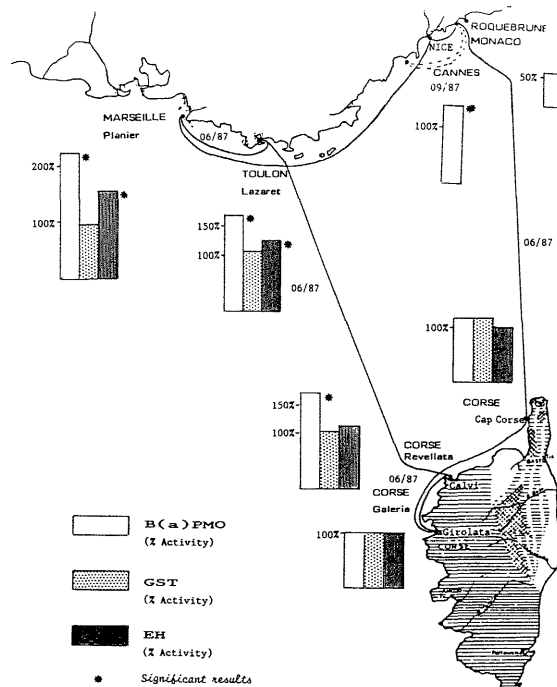 ROQUEBRUNE
MONACO
NICE
50%
CANNES
09/87
100%
MARSEILLE
Planier
06/87
TOULON
Lazaret
200%
100%
150%
100%
06/87
06/87
100%
CORSE
Cap Corse
150%
100%
CORSE
Revellata
06/87
Calvi
CORSE
Galeria
100%
Girolata
CORSE
B(a)PMO
(% Activity)
GST
(% Activity)
EH
(% Activity)
Significant results